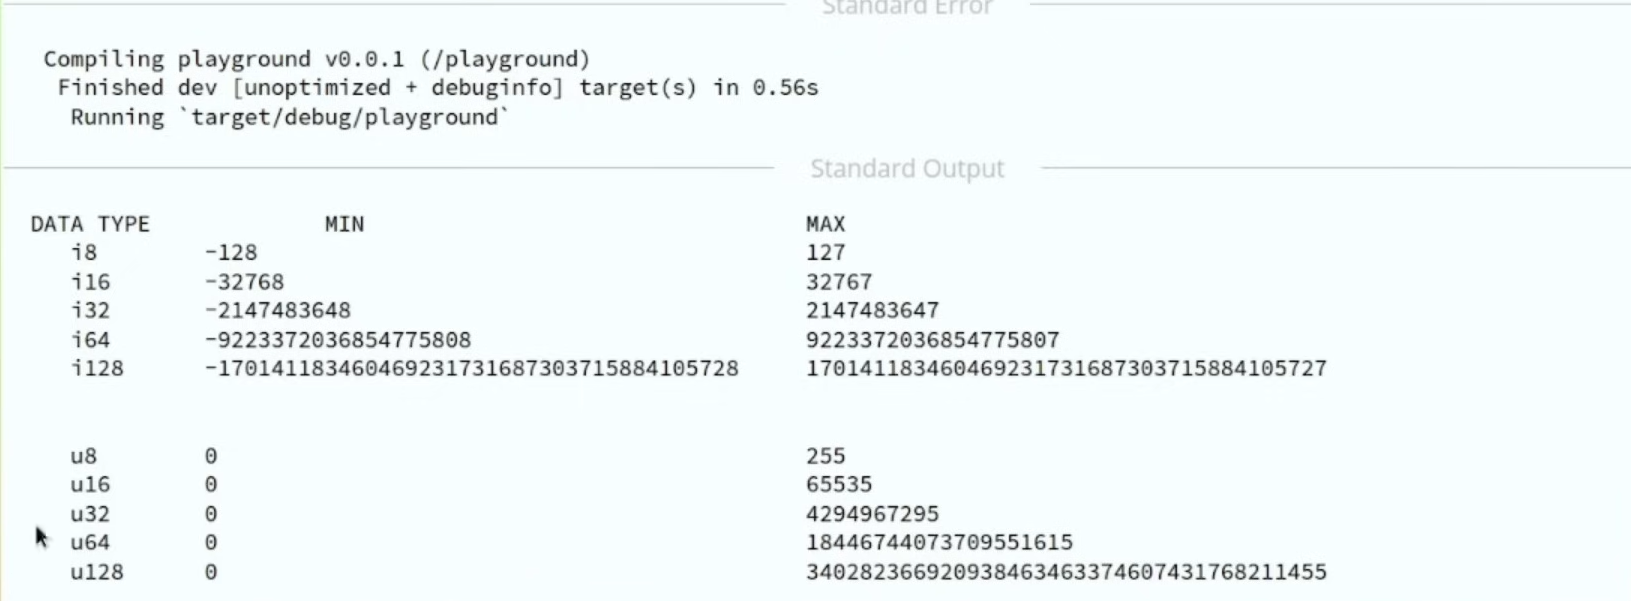 Standard Error
Compiling playground v0.0.1 (/playground)
Finished dev [unoptimized + debuginfo] target(s) in 0.56s
Running `target/debug/playground`
Standard Output
DATA TYPE MIN MAX
i8 -128 127
i16 -32768 32767
i32 -2147483648 2147483647
i64 -9223372036854775808 9223372036854775807
i128 -170141183460469231731687303715884105728 170141183460469231731687303715884105727
u8 0 255
u16 0 65535
u32 0 4294967295
u64 0 18446744073709551615
u128 0 340282366920938463463374607431768211455